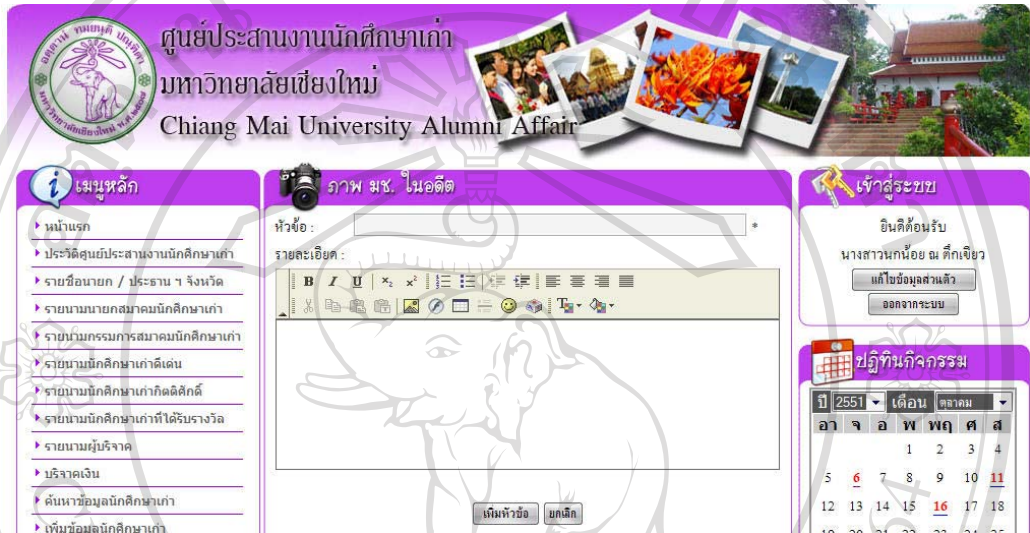 ศูนย์ประสานงานนักศึกษาเก่า
มหาวิทยาลัยเชียงใหม่
Chiang Mai University Alumni Affair
เมนูหลัก
หน้าแรก
ประวัติศูนย์ประสานงานนักศึกษาเก่า
รายชื่อนายก / ประธาน ฯ จังหวัด
รายนามนายกสมาคมนักศึกษาเก่า
รายนามกรรมการสมาคมนักศึกษาเก่า
รายนามนักศึกษาเก่าดีเด่น
รายนามนักศึกษาเก่ากิตติศักดิ์
รายนามนักศึกษาเก่าที่ได้รับรางวัล
รายนามผู้บริจาค
บริจาคเงิน
ค้นหาข้อมูลนักศึกษาเก่า
เพิ่มข้อมูลนักศึกษาเก่า
ภาพ มช. ในอดีต
หัวข้อ : *
รายละเอียด :
B I U x₂ x²
เพิ่มหัวข้อ ยกเลิก
เข้าสู่ระบบ
ยินดีต้อนรับ
นางสาวนกน้อย ณ ตึกเขียว
แก้ไขข้อมูลส่วนตัว
ออกจากระบบ
ปฏิทินกิจกรรม
ปี 2551 เดือน ตุลาคม
อา จ อ พ พฤ ศ ส
1 2 3 4
5 6 7 8 9 10 11
12 13 14 15 16 17 18
19 20 21 22 23 24 25